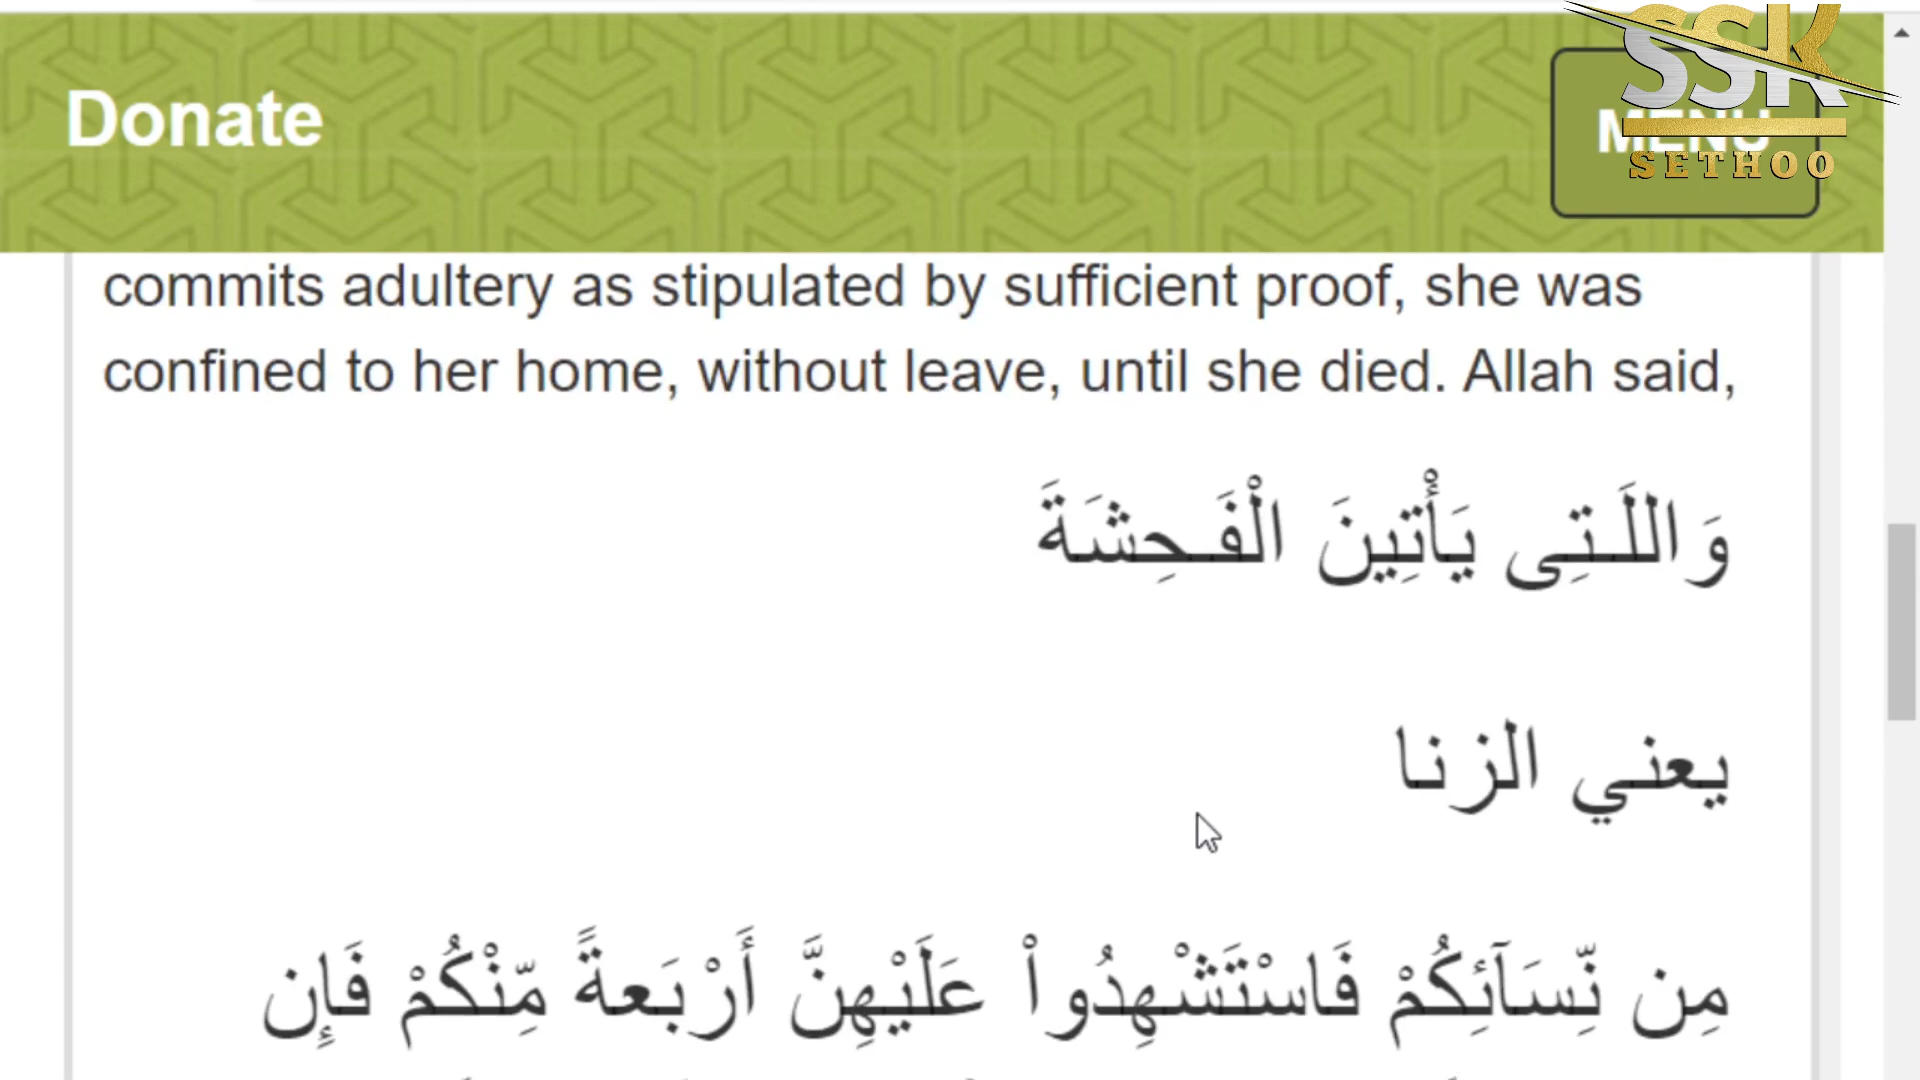 Donate
MENU
SSK
SETHOO
commits adultery as stipulated by sufficient proof, she was
confined to her home, without leave, until she died. Allah said,
وَاللَـتِى يَأْتِينَ الْفَـحِشَةَ
يعني الزنا
مِن نِّسَآئِكُمْ فَاسْتَشْهِدُواْ عَلَيْهِنَّ أَرْبَعةً مِّنْكُمْ فَإِن